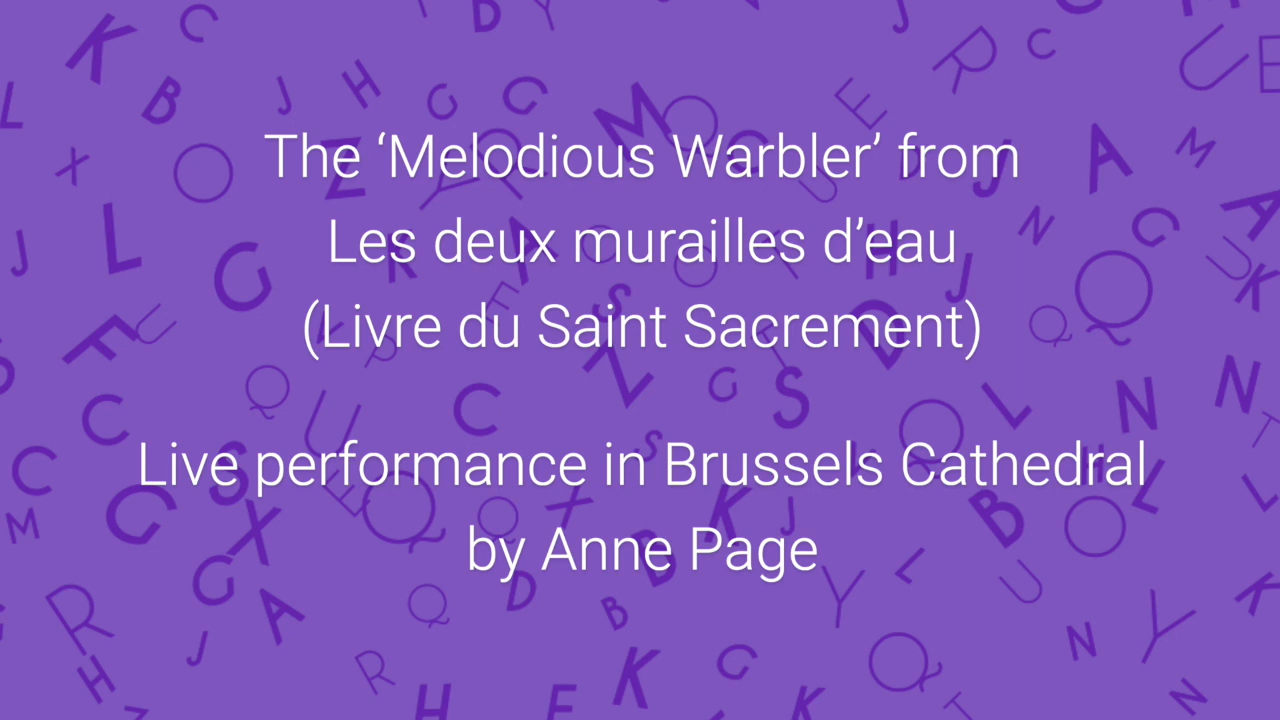 The ‘Melodious Warbler’ from
Les deux murailles d’eau
(Livre du Saint Sacrement)
Live performance in Brussels Cathedral
by Anne Page